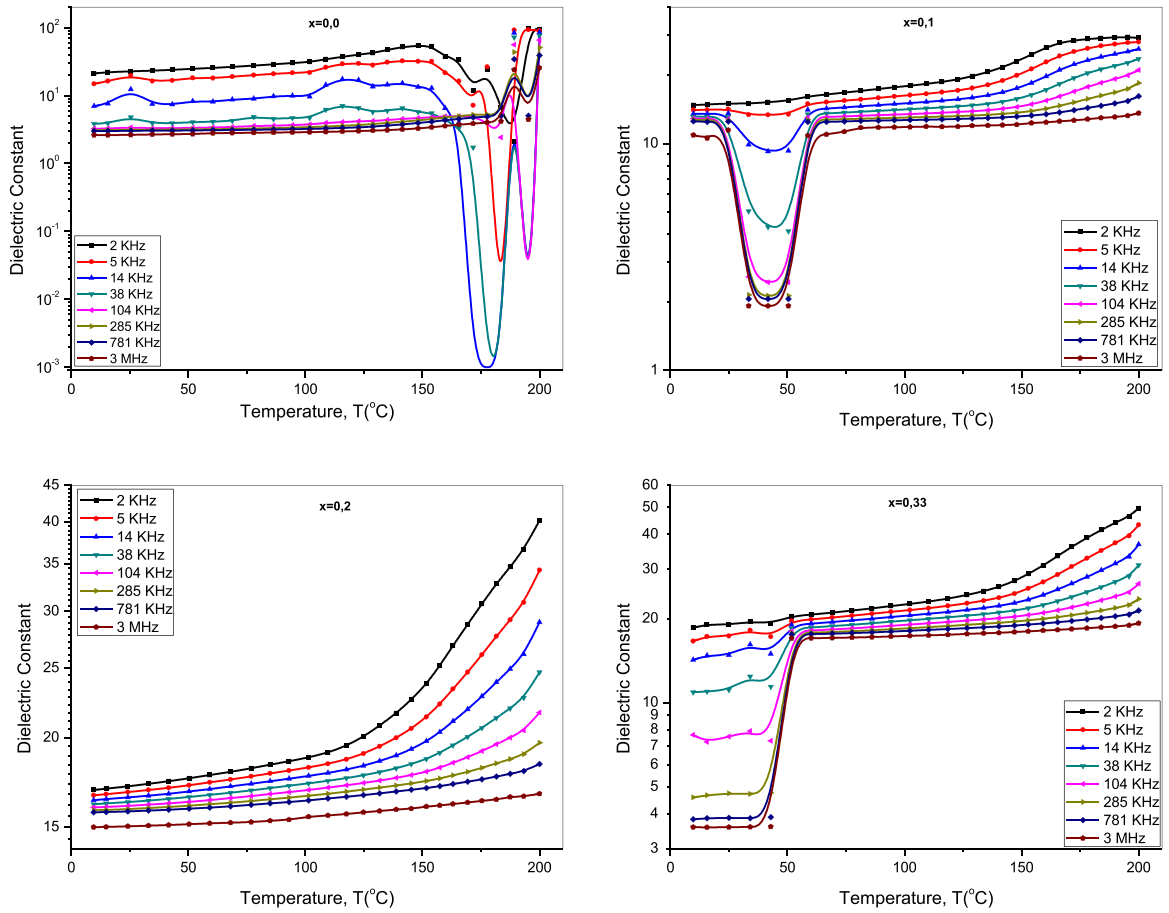 x=0,0
10²
10¹
10⁰
10⁻¹
10⁻²
10⁻³
Dielectric Constant
2 KHz
5 KHz
14 KHz
38 KHz
104 KHz
285 KHz
781 KHz
3 MHz
0 50 100 150 200
Temperature, T(°C)
x=0,1
10
1
Dielectric Constant
2 KHz
5 KHz
14 KHz
38 KHz
104 KHz
285 KHz
781 KHz
3 MHz
0 50 100 150 200
Temperature, T(°C)
x=0,2
45
40
35
30
25
20
15
Dielectric Constant
2 KHz
5 KHz
14 KHz
38 KHz
104 KHz
285 KHz
781 KHz
3 MHz
0 50 100 150 200
Temperature, T(°C)
x=0,33
60
50
40
30
20
10
9
8
7
6
5
4
3
Dielectric Constant
2 KHz
5 KHz
14 KHz
38 KHz
104 KHz
285 KHz
781 KHz
3 MHz
0 50 100 150 200
Temperature, T(°C)